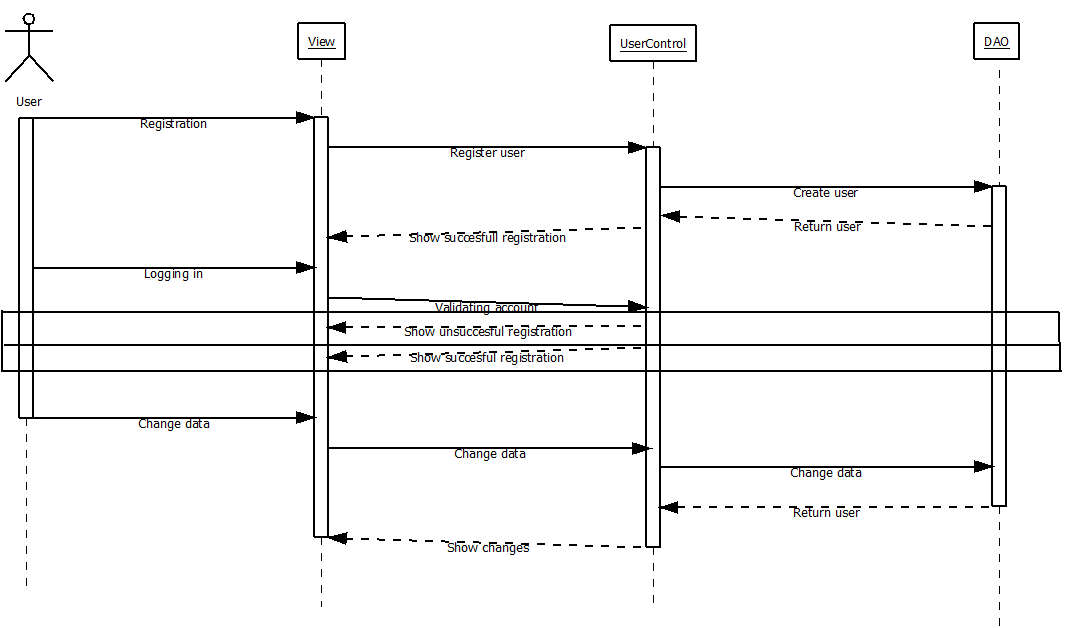 View
UserControl
DAO
User
Registration
Register user
Create user
Return user
Show succesfull registration
Logging in
Validating account
Show unsuccesful registration
Show succesful registration
Change data
Change data
Change data
Return user
Show changes